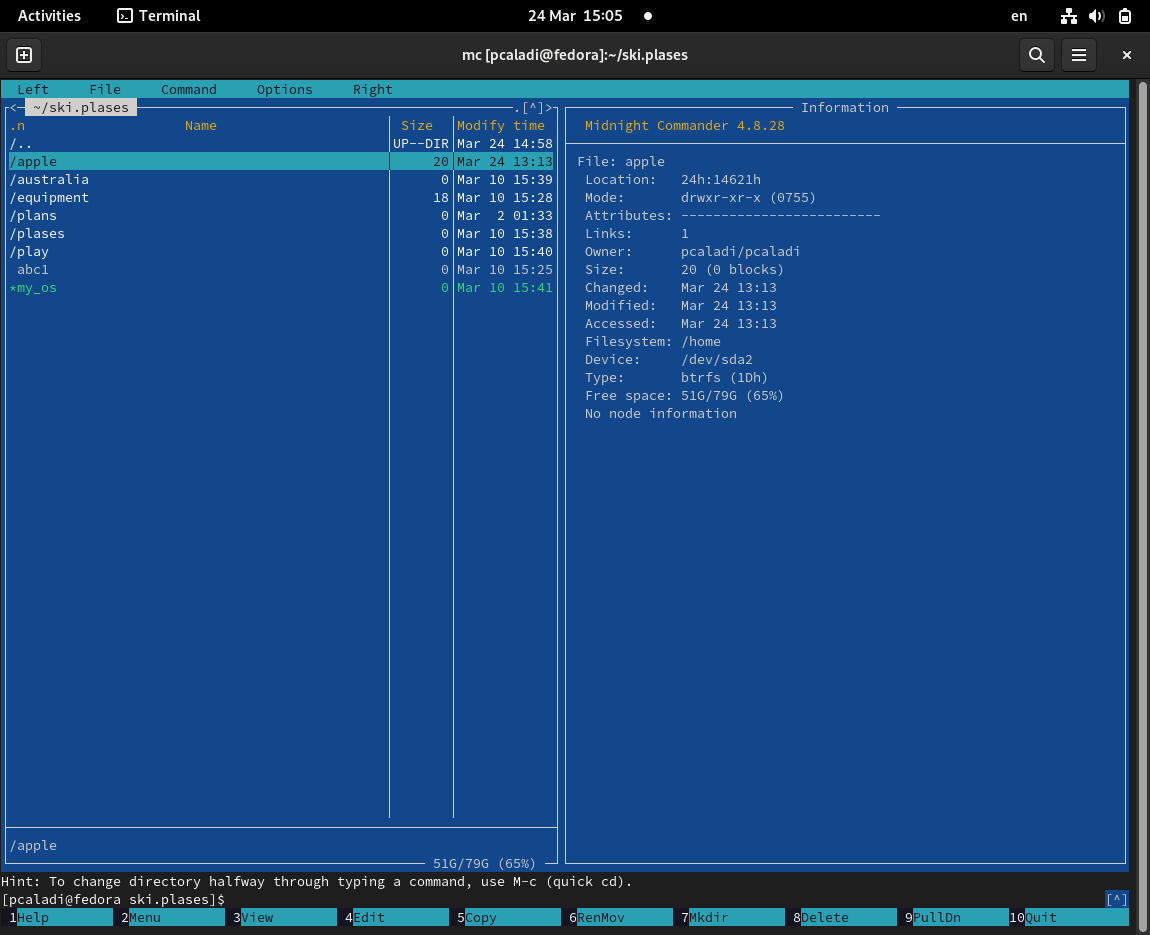 Activities Terminal 24 Mar 15:05 en
mc [pcaladi@fedora]:~/ski.plases
Left File Command Options Right
<─ ~/ski.plases .[^]>
.n Name Size Modify time
/.. UP--DIR Mar 24 14:58
/apple 20 Mar 24 13:13
/australia 0 Mar 10 15:39
/equipment 18 Mar 10 15:28
/plans 0 Mar 2 01:33
/plases 0 Mar 10 15:38
/play 0 Mar 10 15:40
abc1 0 Mar 10 15:25
*my_os 0 Mar 10 15:41
/apple
51G/79G (65%)
Information
Midnight Commander 4.8.28
File: apple
Location: 24h:14621h
Mode: drwxr-xr-x (0755)
Attributes: -------------------------
Links: 1
Owner: pcaladi/pcaladi
Size: 20 (0 blocks)
Changed: Mar 24 13:13
Modified: Mar 24 13:13
Accessed: Mar 24 13:13
Filesystem: /home
Device: /dev/sda2
Type: btrfs (1Dh)
Free space: 51G/79G (65%)
No node information
Hint: To change directory halfway through typing a command, use M-c (quick cd).
[pcaladi@fedora ski.plases]$ [^]
1Help 2Menu 3View 4Edit 5Copy 6RenMov 7Mkdir 8Delete 9PullDn 10Quit